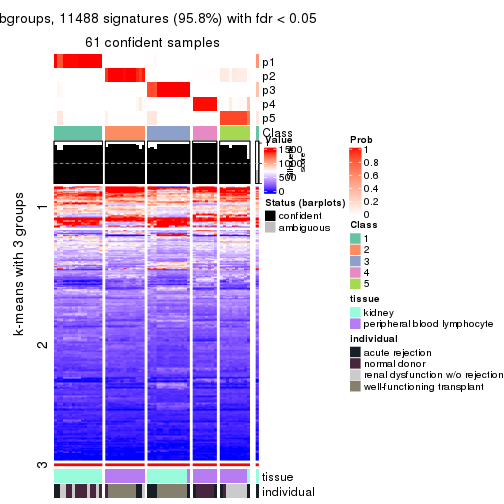 bgroups, 11488 signatures (95.8%) with fdr < 0.05
61 confident samples
p1
p2
p3
p4
p5
Class
k-means with 3 groups
1
2
3
tissue
individual
value
1500
1000
500
0
score
Status (barplots)
confident
ambiguous
Prob
0.8
0.6
0.4
0.2
0
Class
1
2
3
4
5
tissue
kidney
peripheral blood lymphocyte
individual
acute rejection
normal donor
renal dysfunction w/o rejection
well-functioning transplant